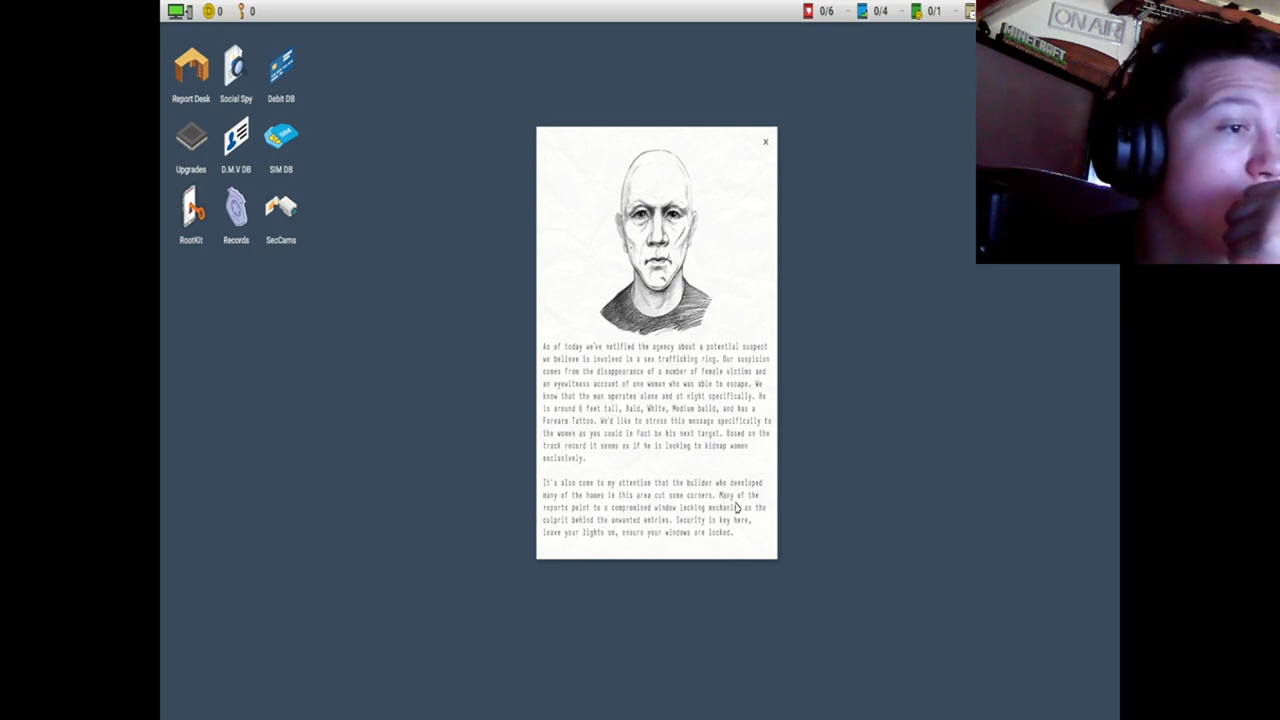 0 0 0/6 0/4 0/1
ON AIR
MINECRAFT
Report Desk Social Spy Debit DB
SIM
Upgrades D.M.V DB SIM DB
RootKit Records SecCams
X
As of today we've notified the agency about a potential suspect
we believe is involved in a sex trafficking ring. Our suspicion
comes from the disappearance of a number of female victims and
an eyewitness account of one woman who was able to escape. We
know that the man operates alone and at night specifically. He
is around 6 feet tall, Bald, White, Medium build, and has a
Forearm Tattoo. We'd like to stress this message specifically to
the women as you could in fact be his next target. Based on the
track record it seems as if he is looking to kidnap women
exclusively.
It's also come to my attention that the builder who developed
many of the homes in this area cut some corners. Many of the
reports point to a compromised window locking mechanism as the
culprit behind the unwanted entries. Security is key here,
leave your lights on, ensure your windows are locked.